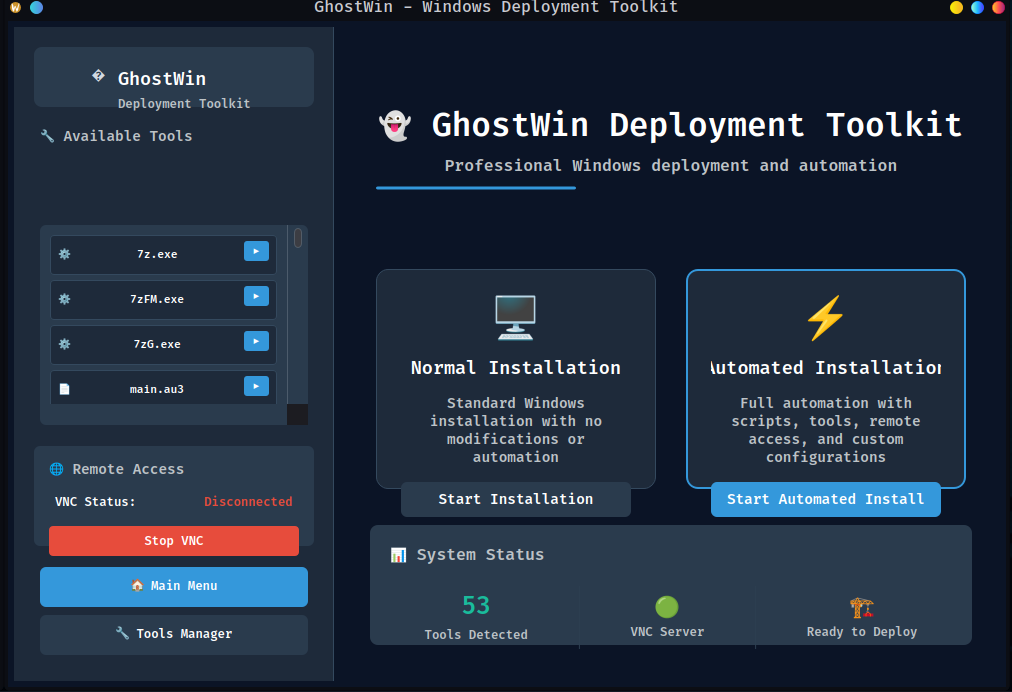 GhostWin - Windows Deployment Toolkit
GhostWin
Deployment Toolkit
🔧 Available Tools
7z.exe
7zFM.exe
7zG.exe
main.au3
🌐 Remote Access
VNC Status: Disconnected
Stop VNC
🏠 Main Menu
🔧 Tools Manager
👻 GhostWin Deployment Toolkit
Professional Windows deployment and automation
Normal Installation
Standard Windows
installation with no
modifications or
automation
Start Installation
Automated Installation
Full automation with
scripts, tools, remote
access, and custom
configurations
Start Automated Install
📊 System Status
53
Tools Detected
VNC Server
Ready to Deploy